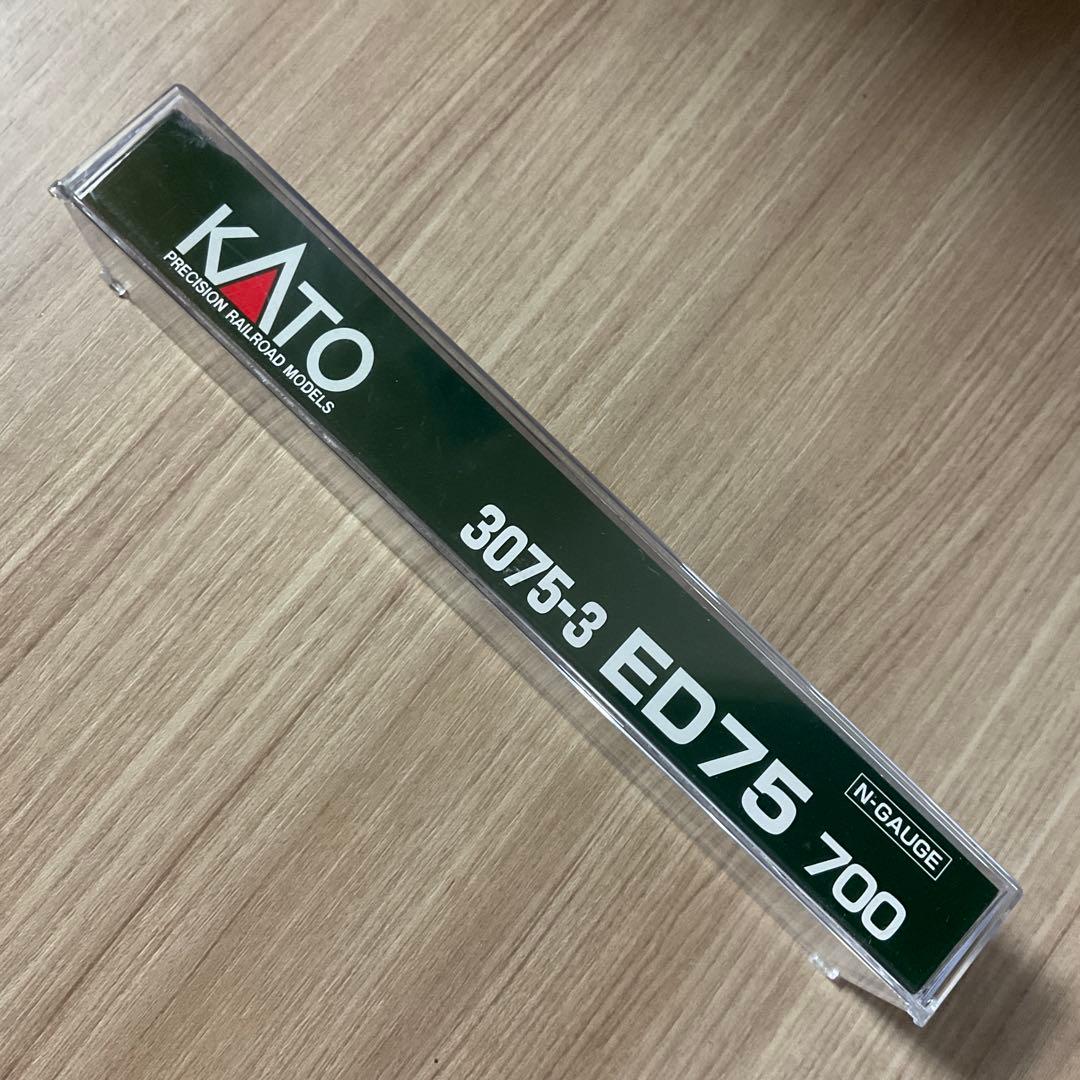 KATO
PRECISION RAILROAD MODELS
3075-3 ED75 700
N-GAUGE